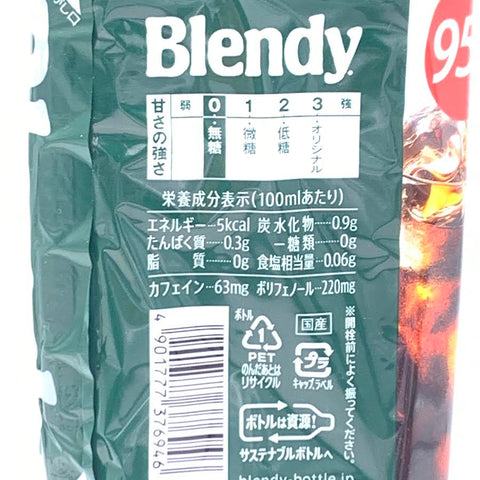 Blendy
95
甘さの強さ
弱 0・無糖 1・微糖 2・低糖 3・オリジナル 強
栄養成分表示(100mlあたり)
エネルギー……5kcal 炭水化物……0.9g
たんぱく質……0.3g －糖類……0g
脂質……0g 食塩相当量…0.06g
カフェイン…63mg ポリフェノール…220mg
4901777376946
ボトル
1
PET
のんだあとは
リサイクル
国産
プラ
キャップ、ラベル
※開栓前によく振ってください。
ボトルは資源!
サステナブルボトルへ
blendy-bottle.jp